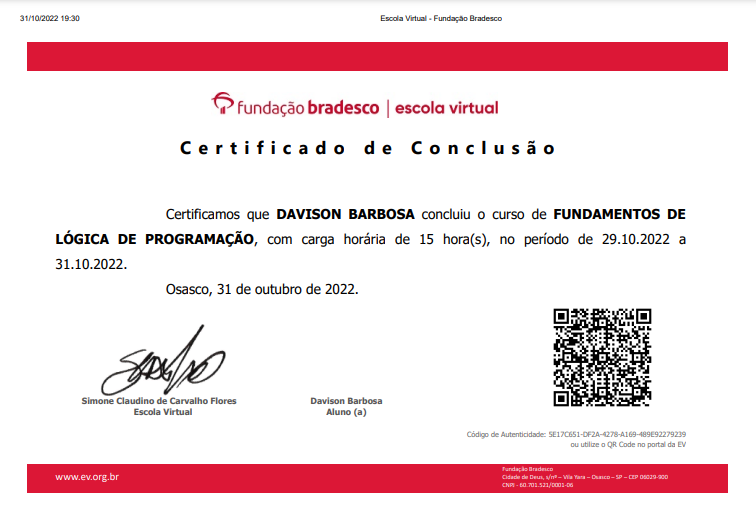 31/10/2022 19:30
Escola Virtual - Fundação Bradesco
fundação bradesco | escola virtual
Certificado de Conclusão
Certificamos que DAVISON BARBOSA concluiu o curso de FUNDAMENTOS DE
LÓGICA DE PROGRAMAÇÃO, com carga horária de 15 hora(s), no período de 29.10.2022 a
31.10.2022.
Osasco, 31 de outubro de 2022.
Simone Claudino de Carvalho Flores
Escola Virtual
Davison Barbosa
Aluno (a)
Código de Autenticidade: 5E17C651-DF2A-4278-A169-489E92279239
ou utilize o QR Code no portal da EV
www.ev.org.br
Fundação Bradesco
Cidade de Deus, s/nº – Vila Yara – Osasco – SP – CEP 06029-900
CNPJ - 60.701.521/0001-06